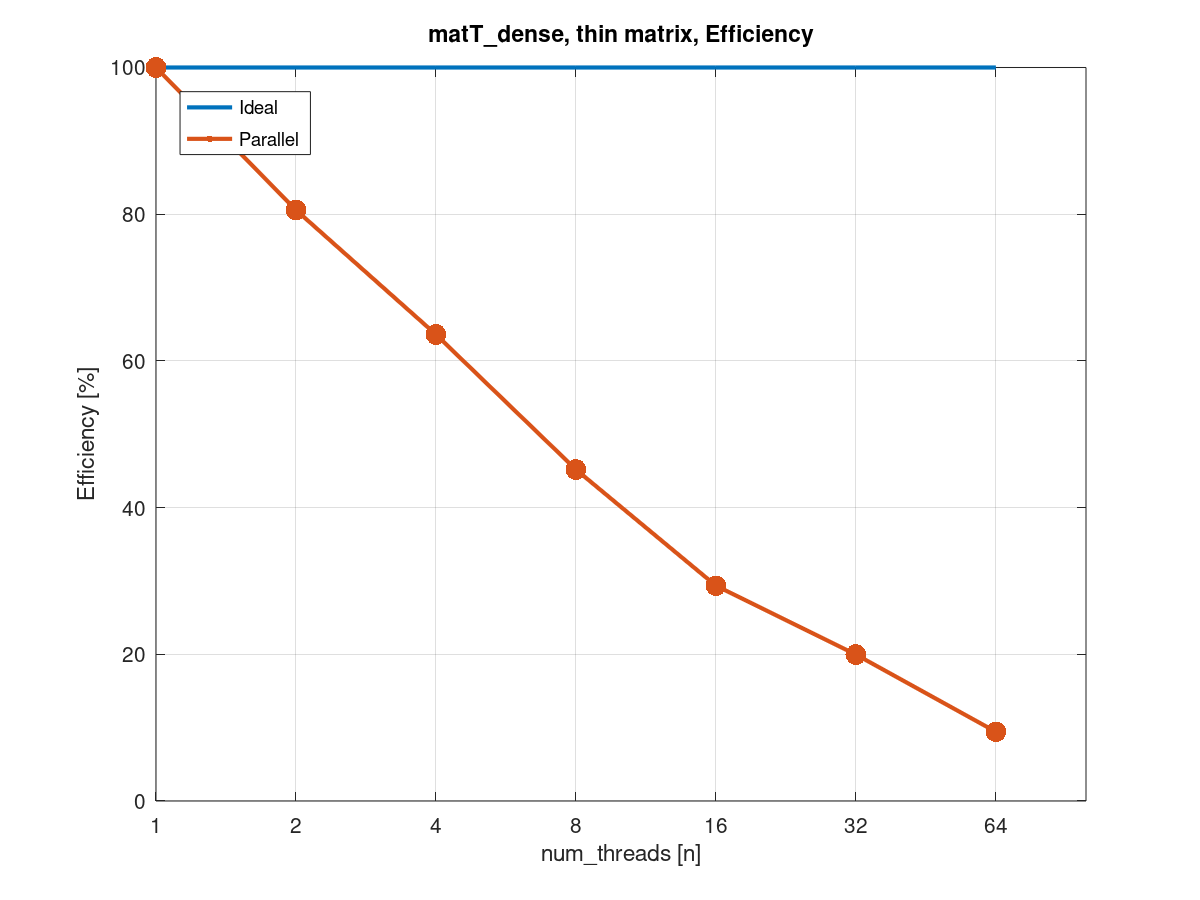 matT_dense, thin matrix, Efficiency
100
80
60
40
20
0
Efficiency [%]
Ideal
Parallel
1 2 4 8 16 32 64
num_threads [n]